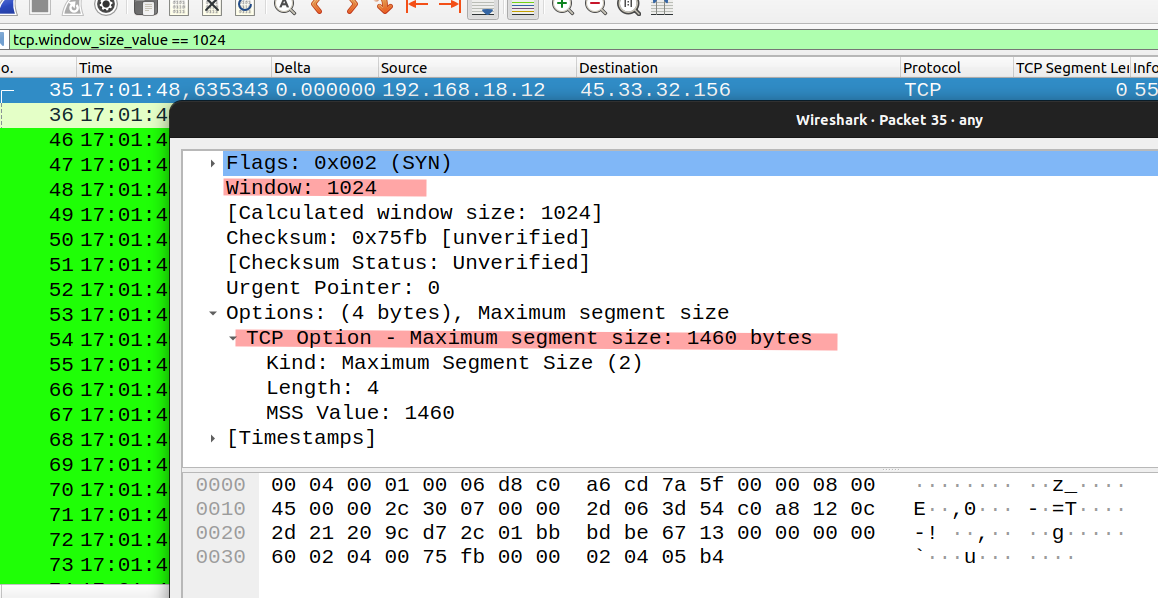 tcp.window_size_value == 1024
o. Time Delta Source Destination Protocol TCP Segment Le Info
35 17:01:48,635343 0.000000 192.168.18.12 45.33.32.156 TCP 0 55
36 17:01:4
46 17:01:4
47 17:01:4
48 17:01:4
49 17:01:4
50 17:01:4
51 17:01:4
52 17:01:4
53 17:01:4
54 17:01:4
55 17:01:4
66 17:01:4
67 17:01:4
68 17:01:4
69 17:01:4
70 17:01:4
71 17:01:4
72 17:01:4
73 17:01:4
Wireshark · Packet 35 · any
Flags: 0x002 (SYN)
Window: 1024
[Calculated window size: 1024]
Checksum: 0x75fb [unverified]
[Checksum Status: Unverified]
Urgent Pointer: 0
Options: (4 bytes), Maximum segment size
TCP Option - Maximum segment size: 1460 bytes
Kind: Maximum Segment Size (2)
Length: 4
MSS Value: 1460
[Timestamps]
0000 00 04 00 01 00 06 d8 c0 a6 cd 7a 5f 00 00 08 00 ········ ··z_····
0010 45 00 00 2c 30 07 00 00 2d 06 3d 54 c0 a8 12 0c E··,0··· -·=T····
0020 2d 21 20 9c d7 2c 01 bb bd be 67 13 00 00 00 00 -! ··,·· ··g·····
0030 60 02 04 00 75 fb 00 00 02 04 05 b4 `···u··· ····